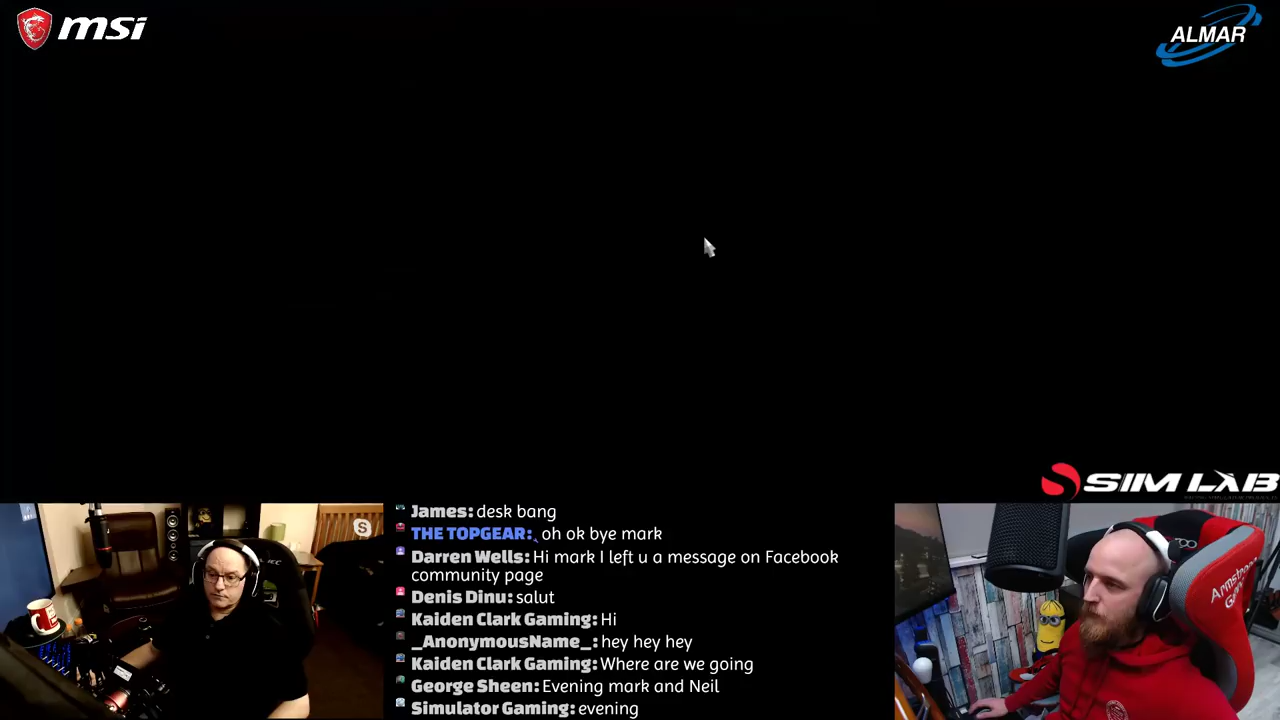 msi
ALMAR
SIM LAB
James: desk bang
THE TOPGEAR: oh ok bye mark
Darren Wells: Hi mark I left u a message on Facebook
community page
Denis Dinu: salut
Kaiden Clark Gaming: Hi
_AnonymousName_: hey hey hey
Kaiden Clark Gaming: Where are we going
George Sheen: Evening mark and Neil
Simulator Gaming: evening